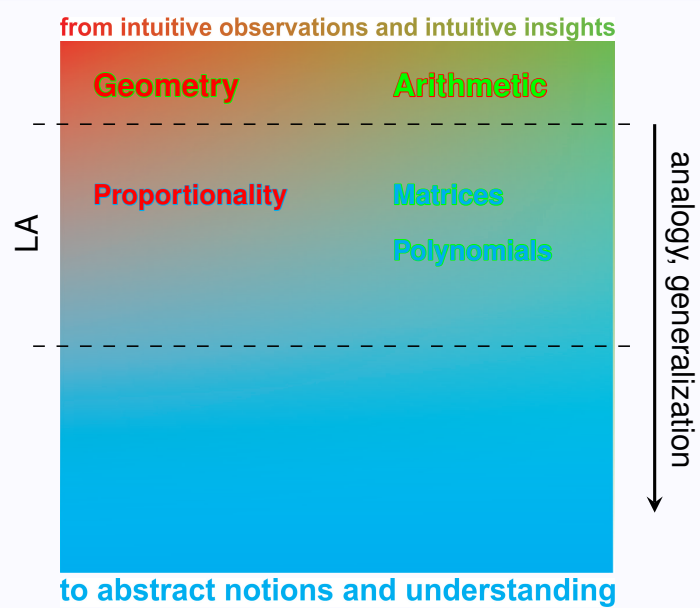 from intuitive observations and intuitive insights
Geometry Arithmetic
Proportionality Matrices
Polynomials
LA
analogy, generalization
to abstract notions and understanding